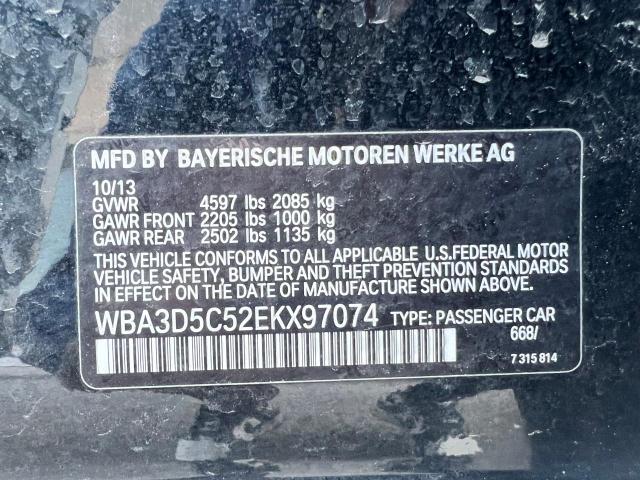 MFD BY BAYERISCHE MOTOREN WERKE AG
10/13
GVWR 4597 lbs 2085 kg
GAWR FRONT 2205 lbs 1000 kg
GAWR REAR 2502 lbs 1135 kg
THIS VEHICLE CONFORMS TO ALL APPLICABLE U.S.FEDERAL MOTOR
VEHICLE SAFETY, BUMPER AND THEFT PREVENTION STANDARDS
IN EFFECT ON THE DATE OF MANUFACTURE SHOWN ABOVE.
WBA3D5C52EKX97074 TYPE: PASSENGER CAR
668/
7 315 814